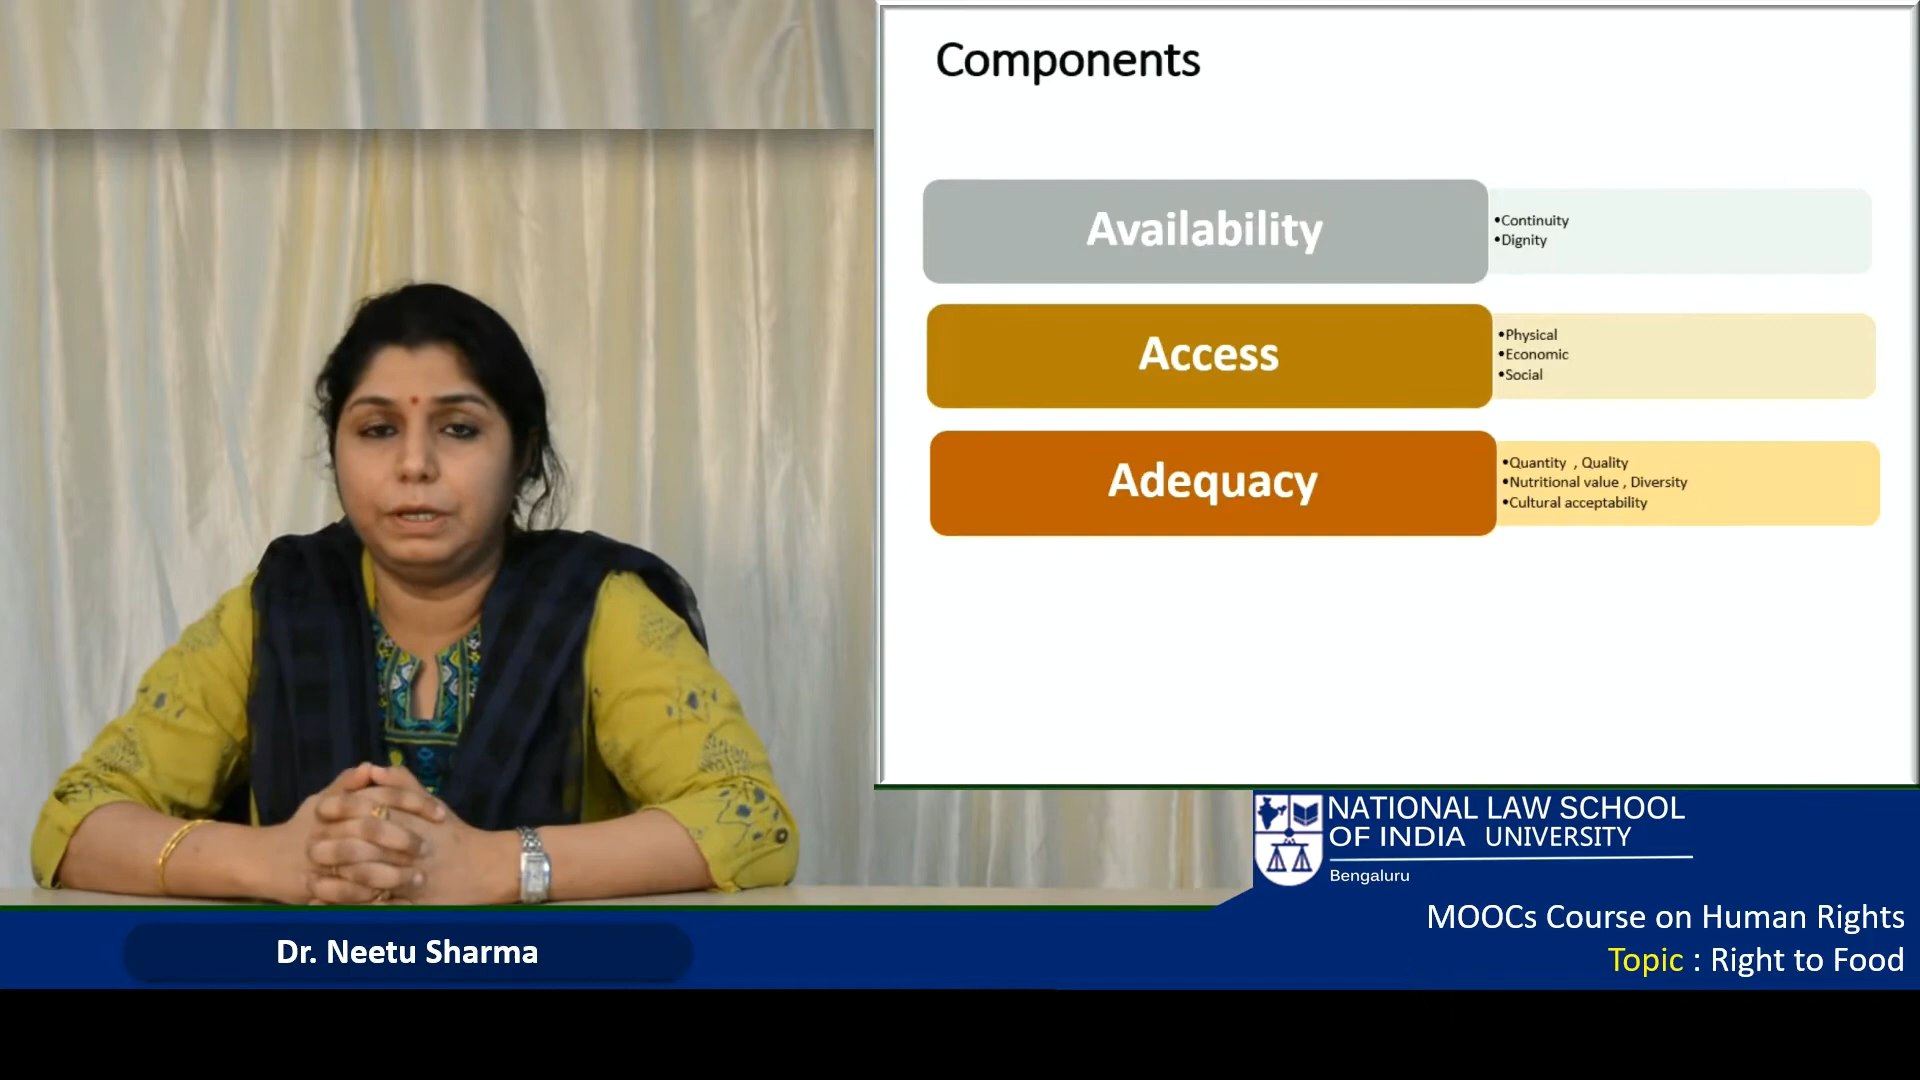 Components
Availability
•Continuity
•Dignity
Access
•Physical
•Economic
•Social
Adequacy
•Quantity , Quality
•Nutritional value , Diversity
•Cultural acceptability
NATIONAL LAW SCHOOL
OF INDIA UNIVERSITY
Bengaluru
MOOCs Course on Human Rights
Topic : Right to Food
Dr. Neetu Sharma